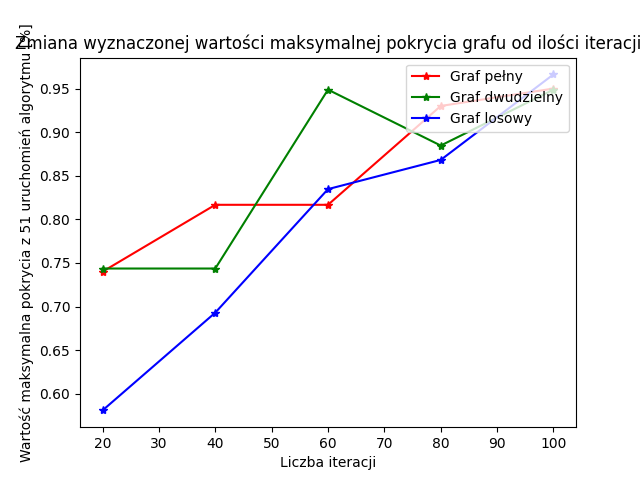 Zmiana wyznaczonej wartości maksymalnej pokrycia grafu od ilości iteracji
Wartość maksymalna pokrycia z 51 uruchomień algorytmu [%]
0.95
0.90
0.85
0.80
0.75
0.70
0.65
0.60
Graf pełny
Graf dwudzielny
Graf losowy
20 30 40 50 60 70 80 90 100
Liczba iteracji